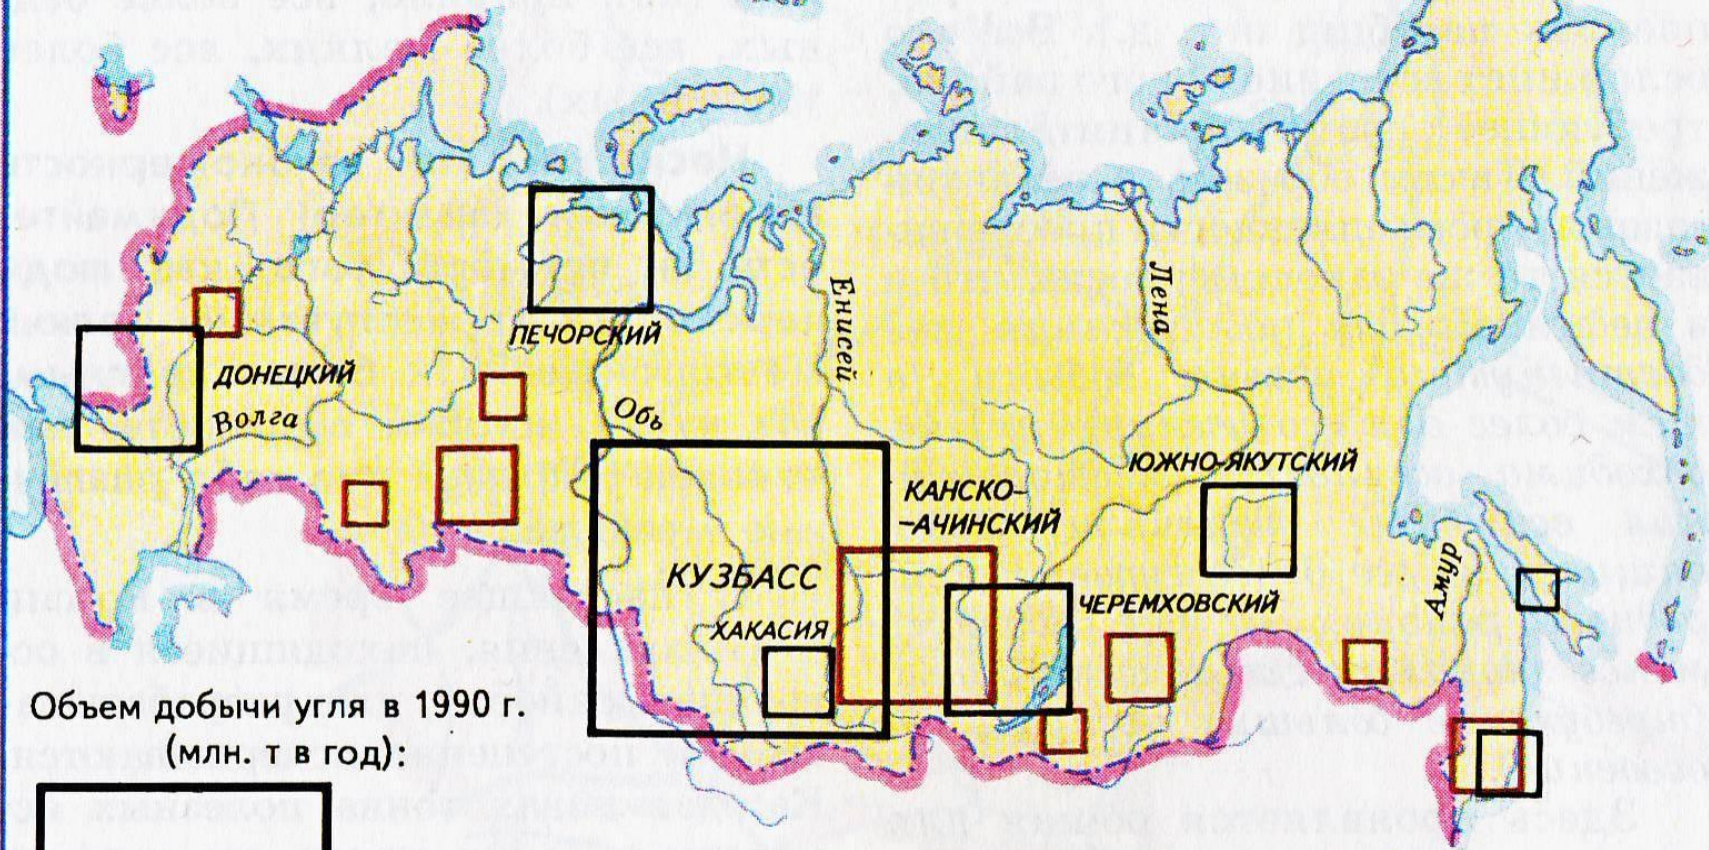 ПЕЧОРСКИЙ
ДОНЕЦКИЙ
Волга
Обь
Енисей
Лена
ЮЖНО-ЯКУТСКИЙ
КАНСКО-
-АЧИНСКИЙ
КУЗБАСС
ХАКАСИЯ
ЧЕРЕМХОВСКИЙ
Амур
Объем добычи угля в 1990 г.
(млн. т в год):